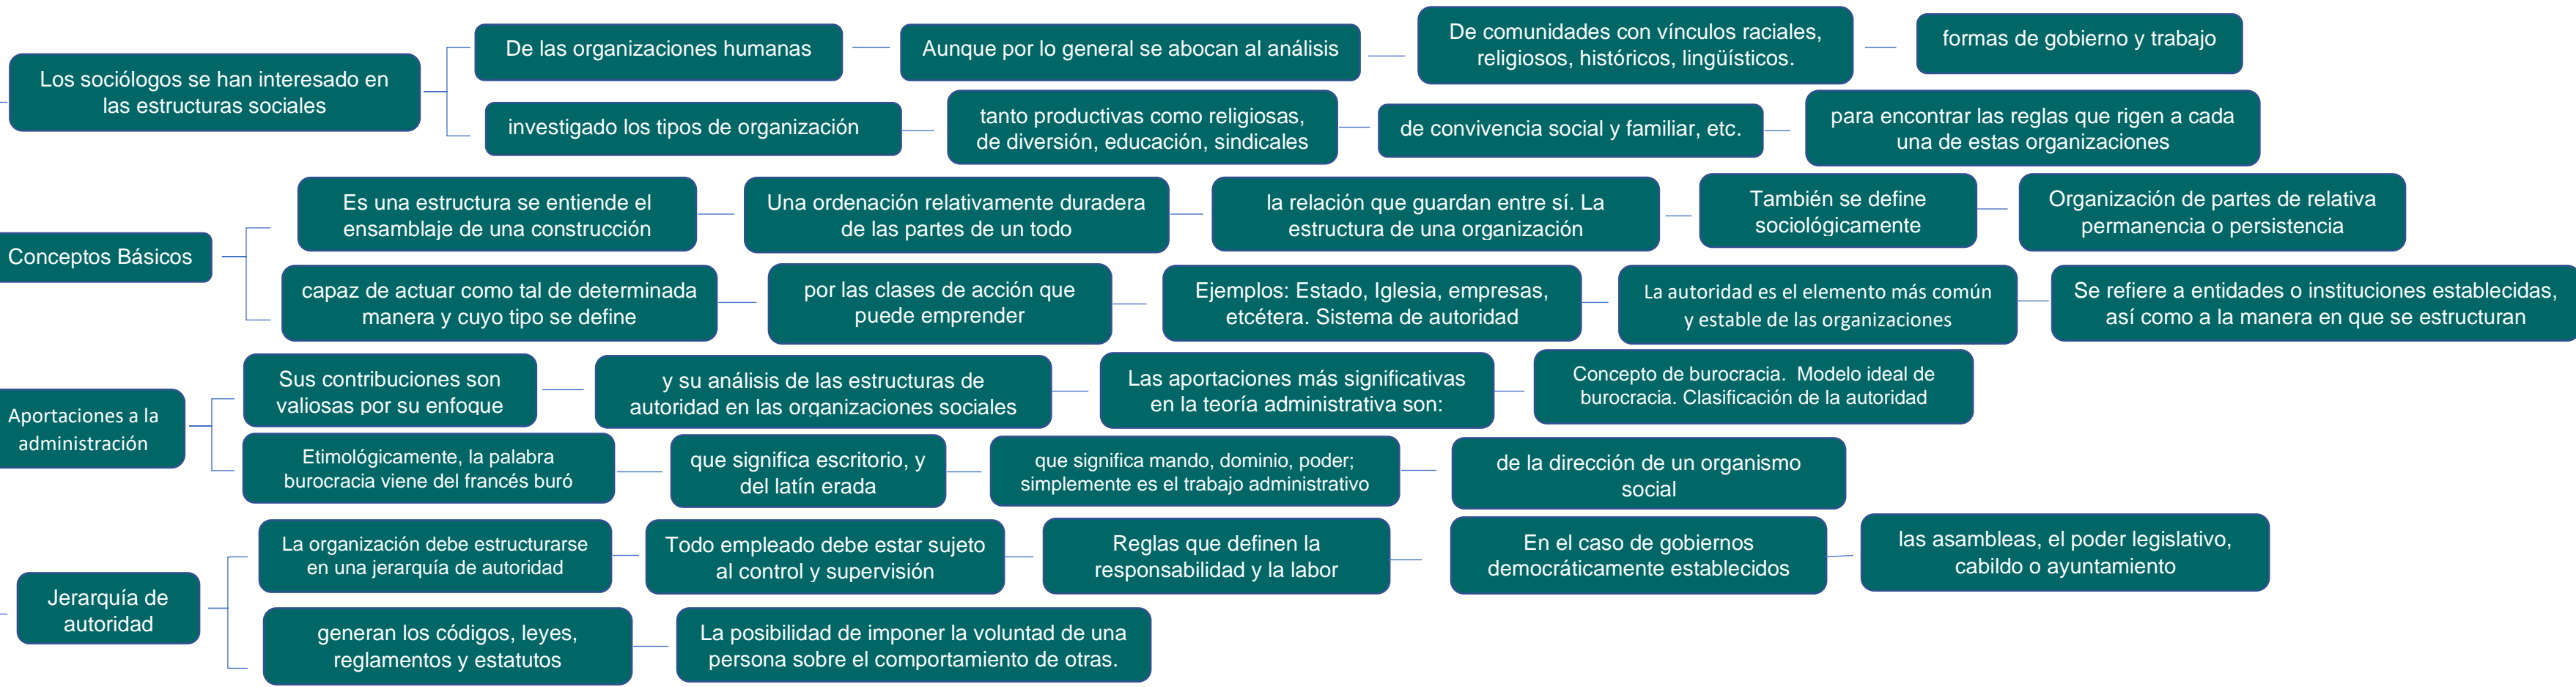 Los sociólogos se han interesado en
las estructuras sociales
De las organizaciones humanas
Aunque por lo general se abocan al análisis
De comunidades con vínculos raciales,
religiosos, históricos, lingüísticos.
formas de gobierno y trabajo
investigado los tipos de organización
tanto productivas como religiosas,
de diversión, educación, sindicales
de convivencia social y familiar, etc.
para encontrar las reglas que rigen a cada
una de estas organizaciones
Conceptos Básicos
Es una estructura se entiende el
ensamblaje de una construcción
Una ordenación relativamente duradera
de las partes de un todo
la relación que guardan entre sí. La
estructura de una organización
También se define
sociológicamente
Organización de partes de relativa
permanencia o persistencia
capaz de actuar como tal de determinada
manera y cuyo tipo se define
por las clases de acción que
puede emprender
Ejemplos: Estado, Iglesia, empresas,
etcétera. Sistema de autoridad
La autoridad es el elemento más común
y estable de las organizaciones
Se refiere a entidades o instituciones establecidas,
así como a la manera en que se estructuran
Aportaciones a la
administración
Sus contribuciones son
valiosas por su enfoque
y su análisis de las estructuras de
autoridad en las organizaciones sociales
Las aportaciones más significativas
en la teoría administrativa son:
Concepto de burocracia. Modelo ideal de
burocracia. Clasificación de la autoridad
Etimológicamente, la palabra
burocracia viene del francés buró
que significa escritorio, y
del latín erada
que significa mando, dominio, poder;
simplemente es el trabajo administrativo
de la dirección de un organismo
social
Jerarquía de
autoridad
La organización debe estructurarse
en una jerarquía de autoridad
Todo empleado debe estar sujeto
al control y supervisión
Reglas que definen la
responsabilidad y la labor
En el caso de gobiernos
democráticamente establecidos
las asambleas, el poder legislativo,
cabildo o ayuntamiento
generan los códigos, leyes,
reglamentos y estatutos
La posibilidad de imponer la voluntad de una
persona sobre el comportamiento de otras.